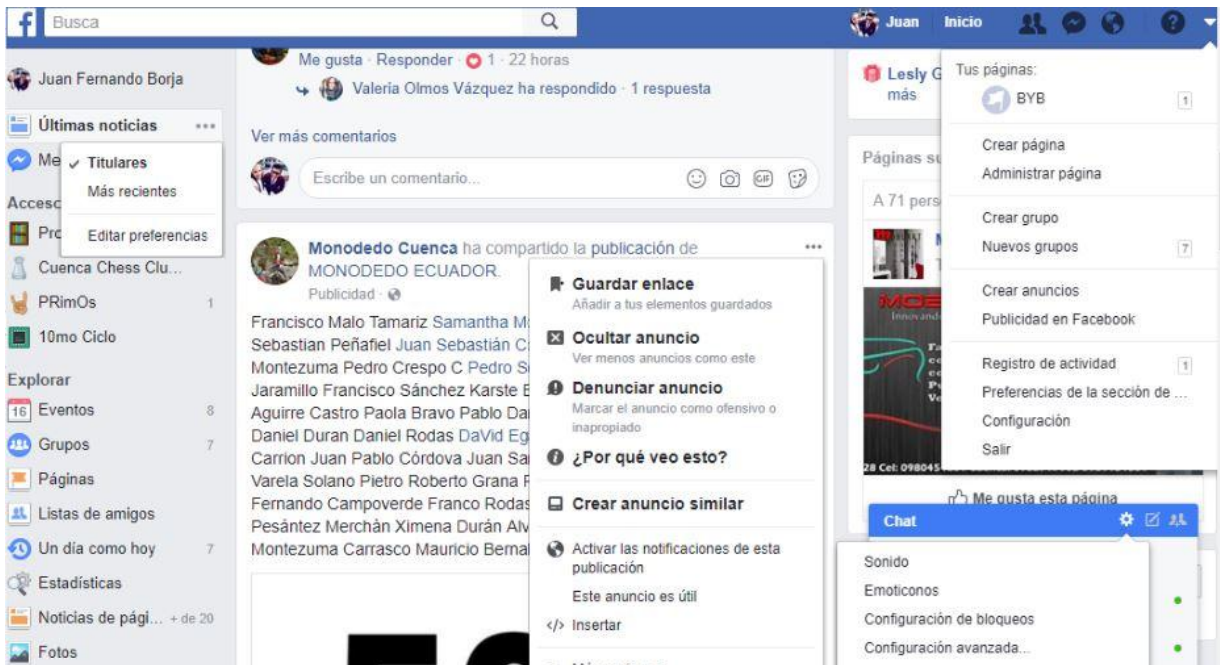 f
Busca
Juan
Inicio
Juan Fernando Borja
Últimas noticias
Titulares
Más recientes
Editar preferencias
Cuenca Chess Clu...
PRimOs 1
10mo Ciclo
Explorar
16 Eventos 8
Grupos 7
Páginas
Listas de amigos
Un día como hoy 7
Estadísticas
Noticias de pági... + de 20
Fotos
Me gusta · Responder · 1 · 22 horas
Valeria Olmos Vázquez ha respondido · 1 respuesta
Ver más comentarios
Escribe un comentario...
GIF
Monodedo Cuenca ha compartido la publicación de
MONODEDO ECUADOR.
Publicidad ·
Francisco Malo Tamariz Samantha
Sebastian Peñafiel Juan Sebastián
Montezuma Pedro Crespo C Pedro
Jaramillo Francisco Sánchez Karste
Aguirre Castro Paola Bravo Pablo
Daniel Duran Daniel Rodas DaVid
Carrion Juan Pablo Córdova Juan
Varela Solano Pietro Roberto Grana
Fernando Campoverde Franco Rodas
Pesántez Merchán Ximena Durán
Montezuma Carrasco Mauricio
Guardar enlace
Añadir a tus elementos guardados
Ocultar anuncio
Ver menos anuncios como este
Denunciar anuncio
Marcar el anuncio como ofensivo o
inapropiado
¿Por qué veo esto?
Crear anuncio similar
Activar las notificaciones de esta
publicación
Este anuncio es útil
</> Insertar
Lesly
más
Páginas
A 71
Me gusta esta página
Tus páginas:
BYB 1
Crear página
Administrar página
Crear grupo
Nuevos grupos 7
Crear anuncios
Publicidad en Facebook
Registro de actividad 1
Preferencias de la sección de ...
Configuración
Salir
Chat
Sonido
Emoticonos
Configuración de bloqueos
Configuración avanzada...